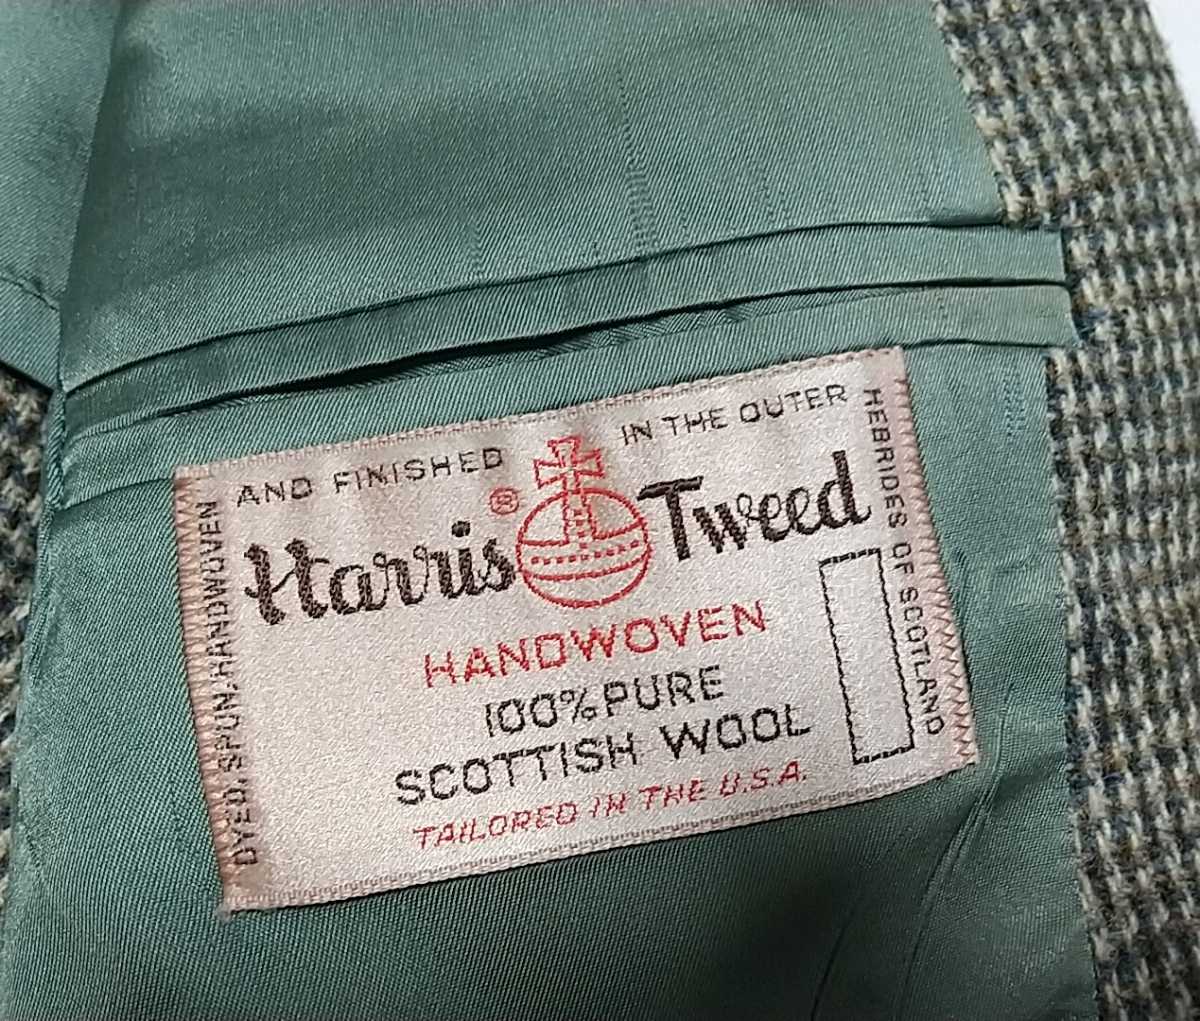 DYED, SPUN, HANDWOVEN
AND FINISHED IN THE OUTER
HEBRIDES OF SCOTLAND
Harris ® Tweed
HANDWOVEN
100% PURE
SCOTTISH WOOL
TAILORED IN THE U.S.A.